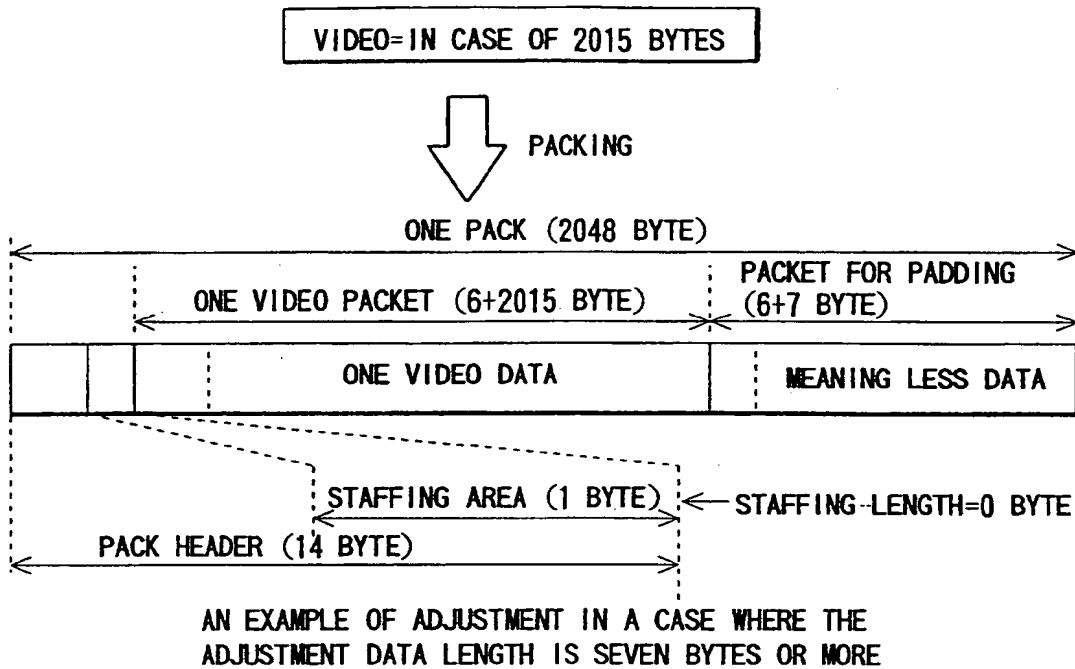 VIDEO=IN CASE OF 2015 BYTES
PACKING
ONE PACK (2048 BYTE)
PACKET FOR PADDING
(6+7 BYTE)
ONE VIDEO PACKET (6+2015 BYTE)
ONE VIDEO DATA
MEANING LESS DATA
STAFFING AREA (1 BYTE)
STAFFING-LENGTH=0 BYTE
PACK HEADER (14 BYTE)
AN EXAMPLE OF ADJUSTMENT IN A CASE WHERE THE
ADJUSTMENT DATA LENGTH IS SEVEN BYTES OR MORE